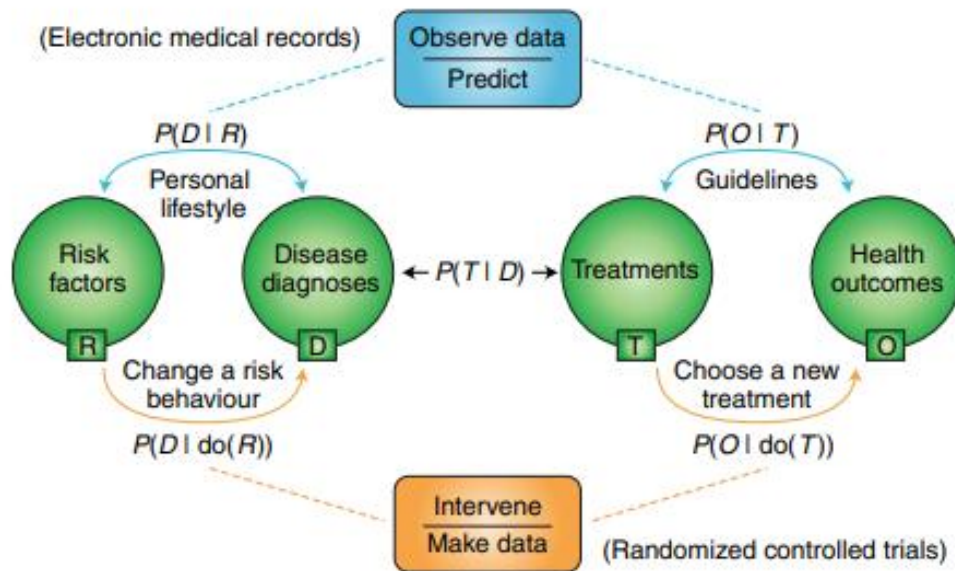 (Electronic medical records)
Observe data
Predict
P(D | R)
P(O | T)
Personal
lifestyle
Guidelines
Risk
factors
Disease
diagnoses
P(T | D)
Treatments
Health
outcomes
R
D
T
O
Change a risk
behaviour
Choose a new
treatment
P(D | do(R))
P(O | do(T))
Intervene
Make data
(Randomized controlled trials)